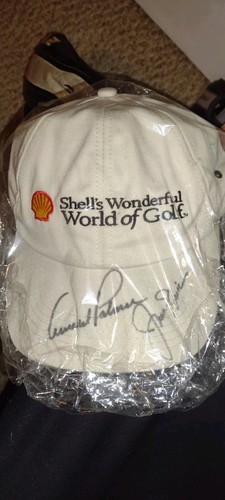 Shell's Wonderful
World of Golf
Arnold Palmer